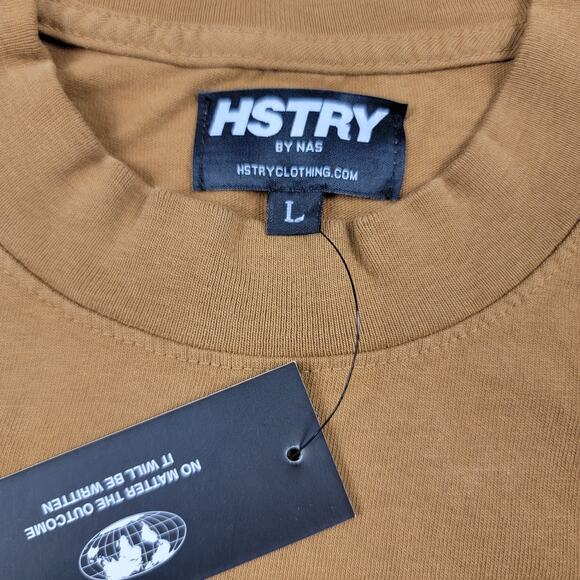 HSTRY
BY NAS
HSTRYCLOTHING.COM
L
NO MATTER THE OUTCOME
IT WILL BE WRITTEN